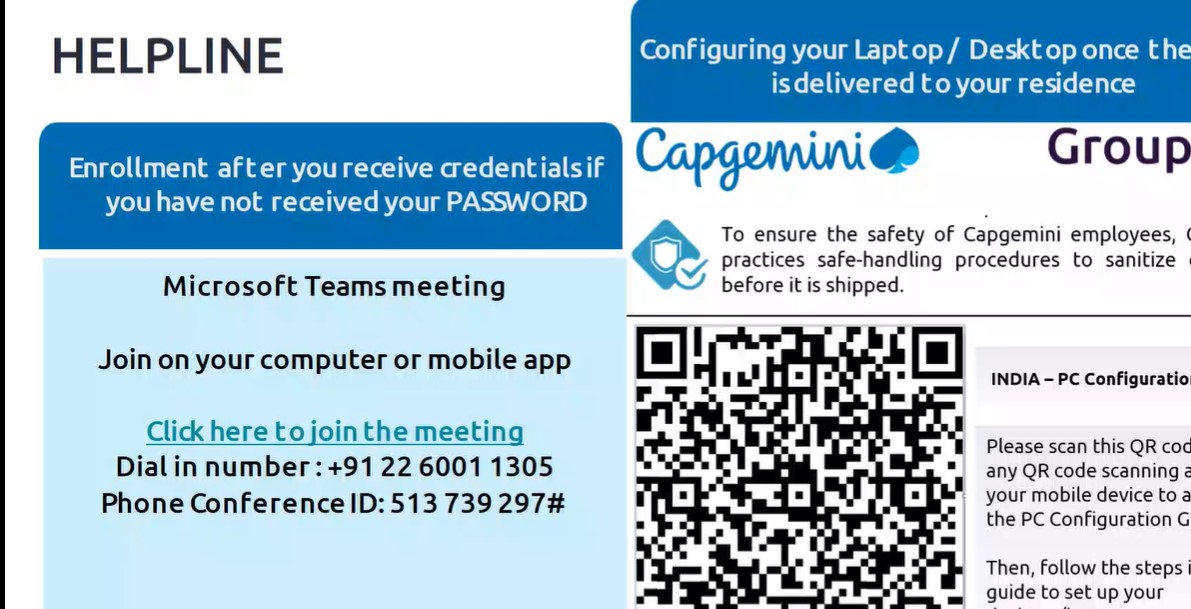 HELPLINE
Enrollment after you receive credentials if
you have not received your PASSWORD
Microsoft Teams meeting
Join on your computer or mobile app
Click here to join the meeting
Dial in number : +91 22 6001 1305
Phone Conference ID: 513 739 297#
Configuring your Laptop / Desktop once the
is delivered to your residence
Capgemini
Group
To ensure the safety of Capgemini employees,
practices safe-handling procedures to sanitize
before it is shipped.
INDIA – PC Configuratio
Please scan this QR cod
any QR code scanning a
your mobile device to a
the PC Configuration G
Then, follow the steps i
guide to set up your